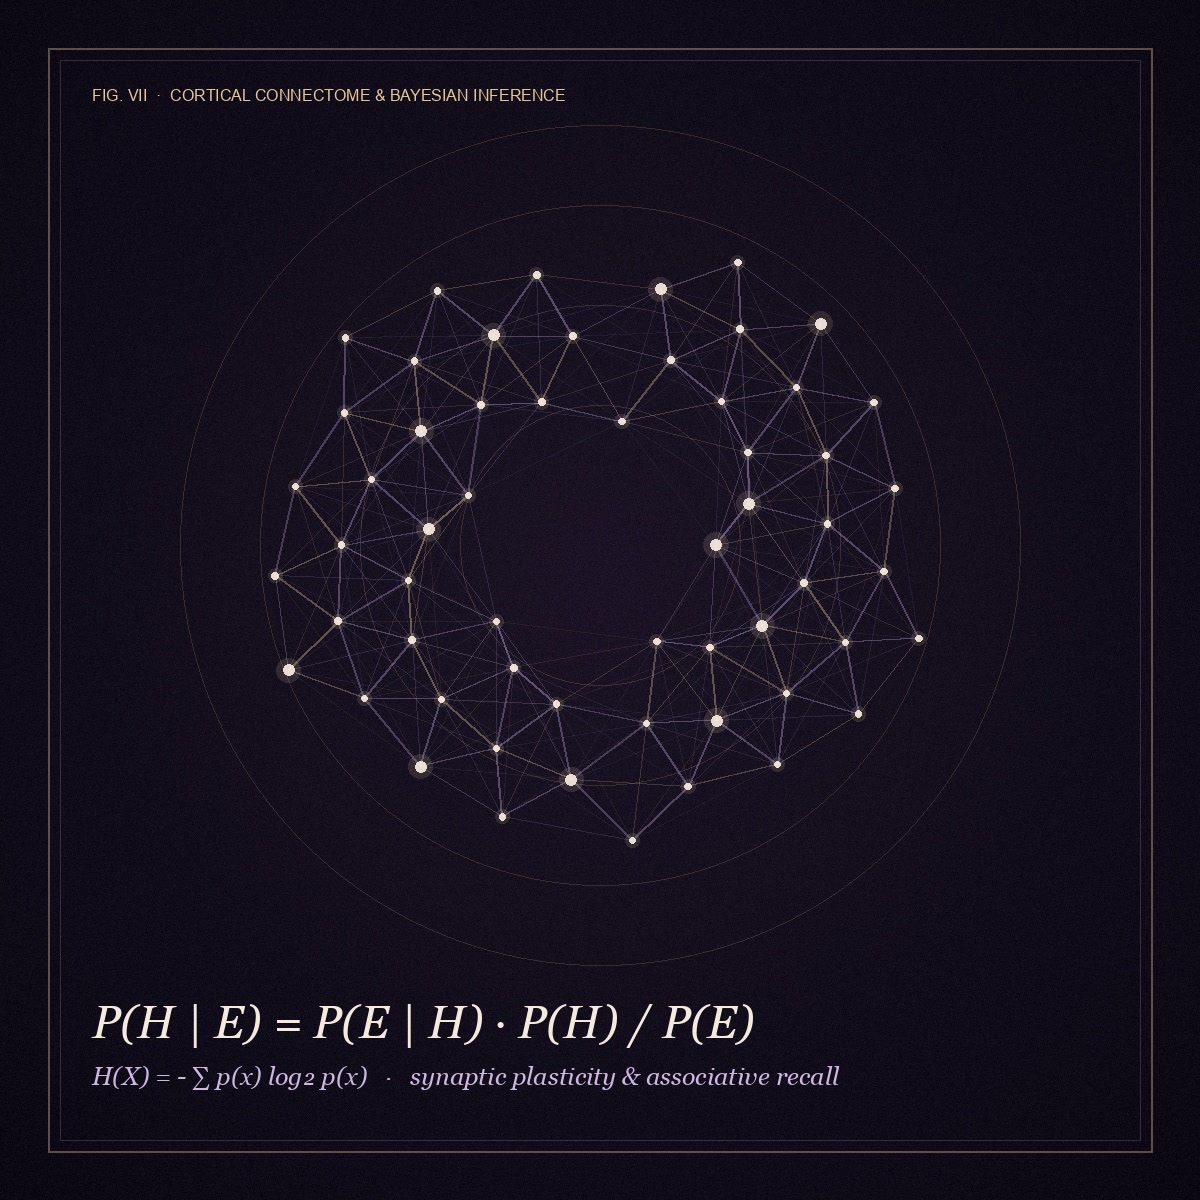 FIG. VII · CORTICAL CONNECTOME & BAYESIAN INFERENCE
P(H | E) = P(E | H) · P(H) / P(E)
H(X) = - ∑ p(x) log2 p(x) · synaptic plasticity & associative recall